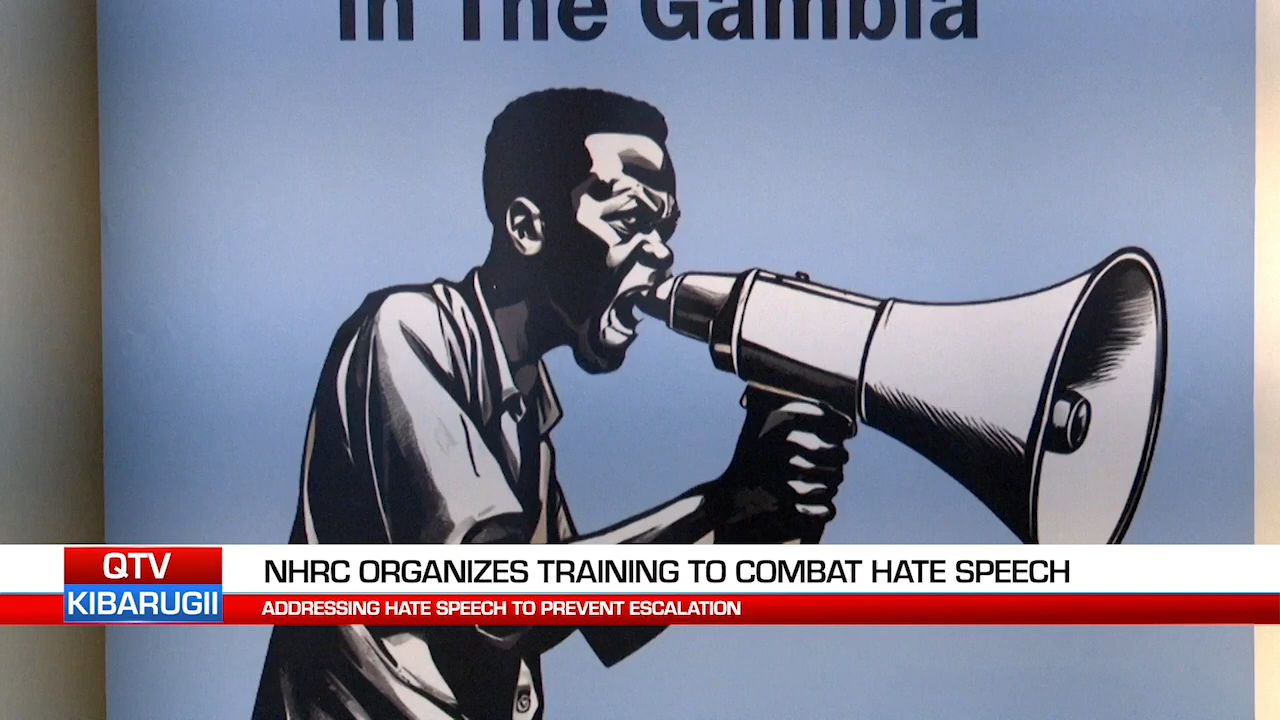 In The Gambia
QTV
KIBARUGII
NHRC ORGANIZES TRAINING TO COMBAT HATE SPEECH
ADDRESSING HATE SPEECH TO PREVENT ESCALATION